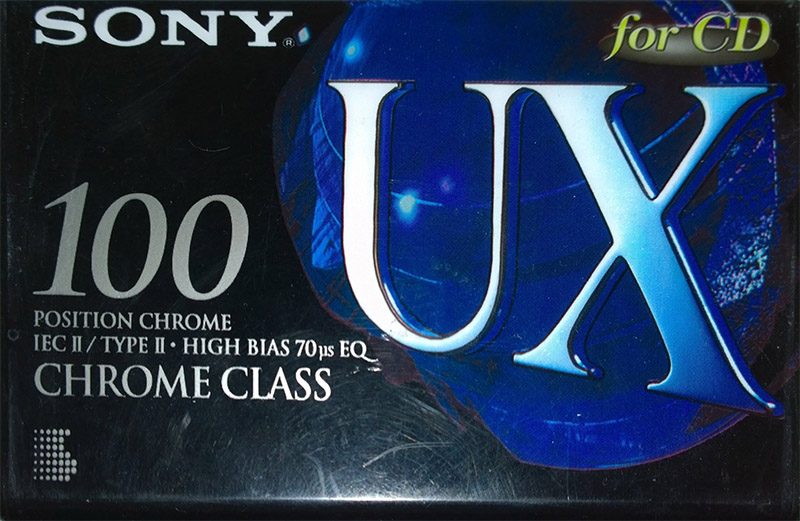 SONY®
for CD
UX
100
POSITION CHROME
IEC II / TYPE II • HIGH BIAS 70µs EQ
CHROME CLASS